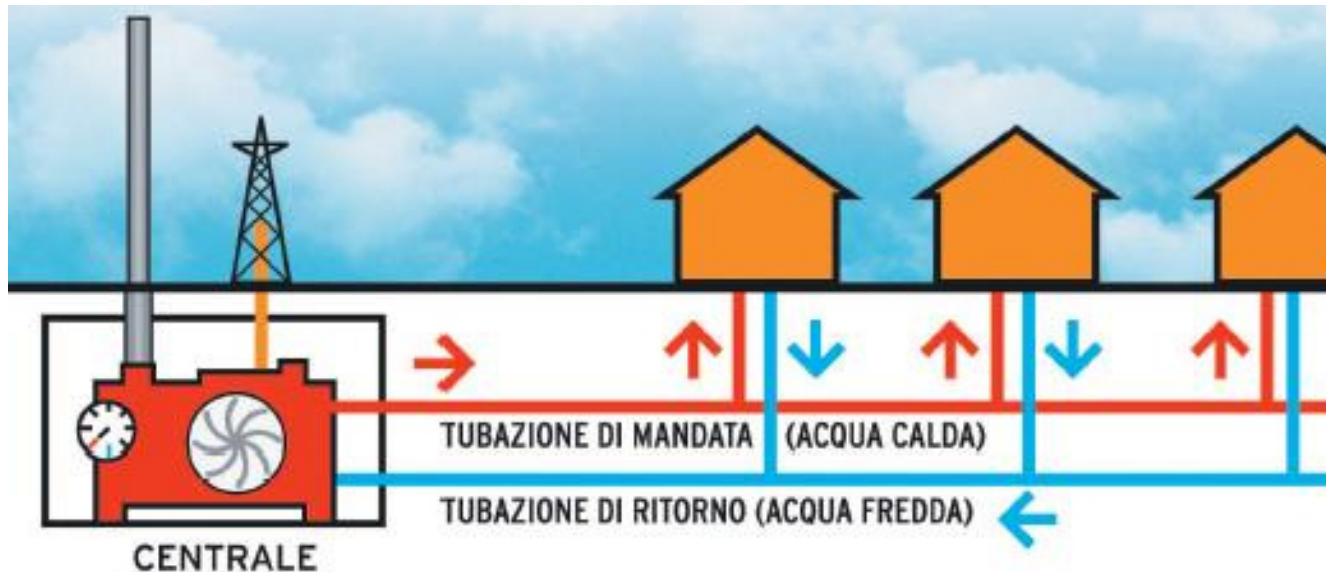 TUBAZIONE DI MANDATA (ACQUA CALDA)
TUBAZIONE DI RITORNO (ACQUA FREDDA)
CENTRALE